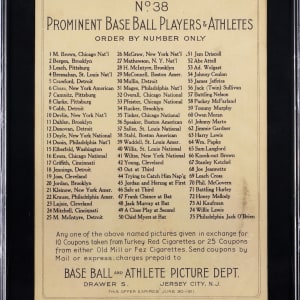 No 38
PROMINENT BASE BALL PLAYERS & ATHLETES
ORDER BY NUMBER ONLY
1 M. Brown, Chicago Nat'l
2 Bergen, Brooklyn
3 Leach, Pittsburg
4 Bresnahan, St. Louis Nat'l
5 Crawford, Detroit
6 Chase, New York American
7 Camnitz, Pittsburg
8 Clarke, Pittsburg
9 Cobb, Detroit
10 Devlin, New York Nat'l
11 Dahlen, Brooklyn
12 Donovan, Detroit
13 Doyle, New York National
14 Dooin, Philadelphia Nat'l
15 Elberfeld, Washington
16 Evers, Chicago National
17 Griffith, Cincinnati
18 Jennings, Detroit
19 Joss, Cleveland
20 Jordan, Brooklyn
21 Kleinow, New York Amer.
22 Krause, Philadelphia Amer.
23 Lajoie, Cleveland
24 Mitchell, Cincinnati
25 M. McIntyre, Detroit
26 McGraw, New York Nat'l
27 Mathewson, N. Y. Nat'l
28 H. McIntyre, Brooklyn
29 McConnell, Boston Amer.
30 Mullin, Detroit
31 Magee, Philadelphia Nat'l
32 Overall, Chicago National
33 Pfeister, Chicago National
34 Rucker, Brooklyn
35 Tinker, Chicago National
36 Speaker, Boston American
37 Sallee, St. Louis National
38 Stahl, Boston American
39 Waddell, St. Louis Amer.
40 Willis, St. Louis National
41 Wiltse, New York National
42 Young, Cleveland
43 Out at Third
44 Trying to Catch Him Nap'g
45 Jordan and Herzog at First
46 Safe at Third
47 Frank Chance at Bat
48 Jack Murray at Bat
49 A Close Play at Second
50 Chief Myers at Bat
51 Jim Driscoll
52 Abe Attell
53 Ad. Walgast
54 Johnny Coulon
55 James Jeffries
56 Jack (Twin) Sullivan
57 Battling Nelson
58 Packey McFarland
59 Tommy Murphy
60 Owen Moran
61 Johnny Marto
62 Jimmie Gardner
63 Harry Lewis
64 Wm. Papke
65 Sam Langford
66 Knock-out Brown
67 Stanley Ketchel
68 Joe Jeannette
69 Leach Cross
70 Phil. McGovern
71 Battling Hurley
72 Honey Mellody
73 Al Kaufman
74 Willie Lewis
75 Philadelphia Jack O'Brien
Any one of the above named pictures given in exchange for
10 Coupons taken from Turkey Red Cigarettes or 25 Coupons
from either Old Mill or Fez Cigarettes. Send coupons by
Mail or express, charges prepaid to
BASE BALL AND ATHLETE PICTURE DEPT.
DRAWER S. JERSEY CITY, N.J.
THIS OFFER EXPIRES JUNE 30, 1911